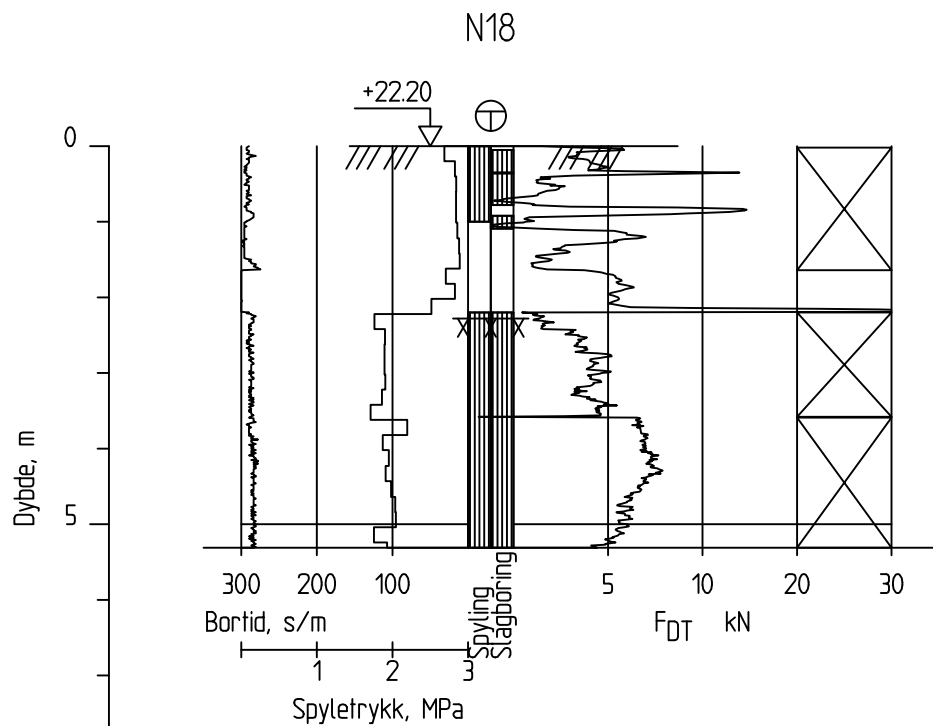 N18
+22.20
0
Dybde, m
5
300 200 100 5 10 20 30
Bortid, s/m
Spyling
Slagboring
FDT kN
1 2 3
Spyletrykk, MPa